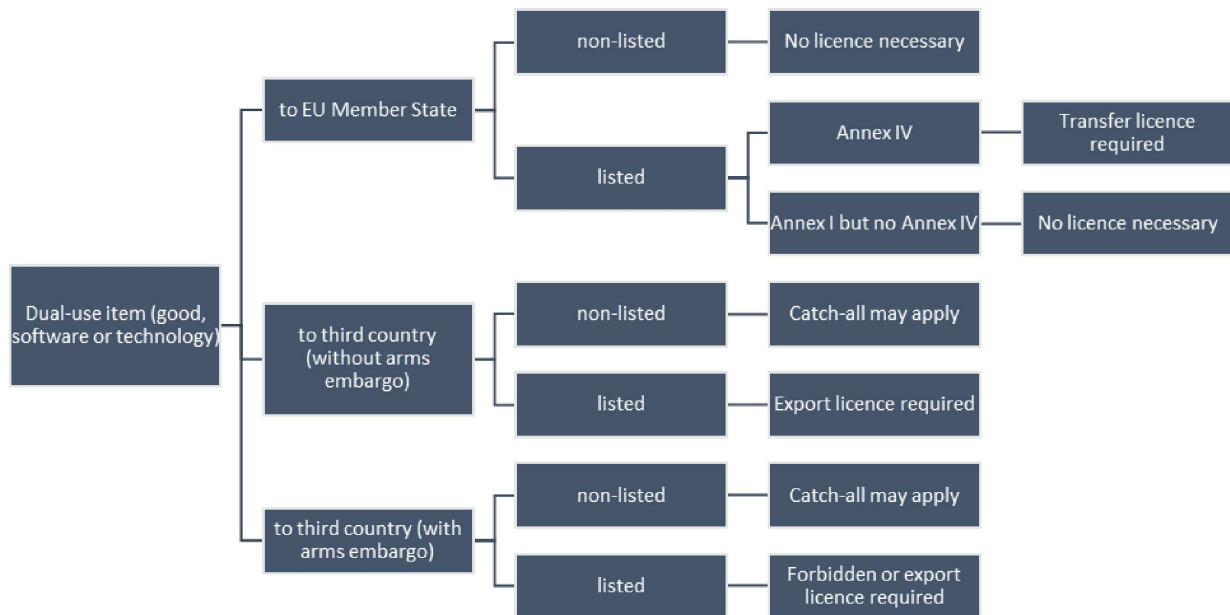 non-listed
No licence necessary
to EU Member State
Annex IV
Transfer licence
required
listed
Annex I but no Annex IV
No licence necessary
Dual-use item (good,
software or technology)
to third country
(without arms
embargo)
non-listed
Catch-all may apply
listed
Export licence required
to third country (with
arms embargo)
non-listed
Catch-all may apply
listed
Forbidden or export
licence required